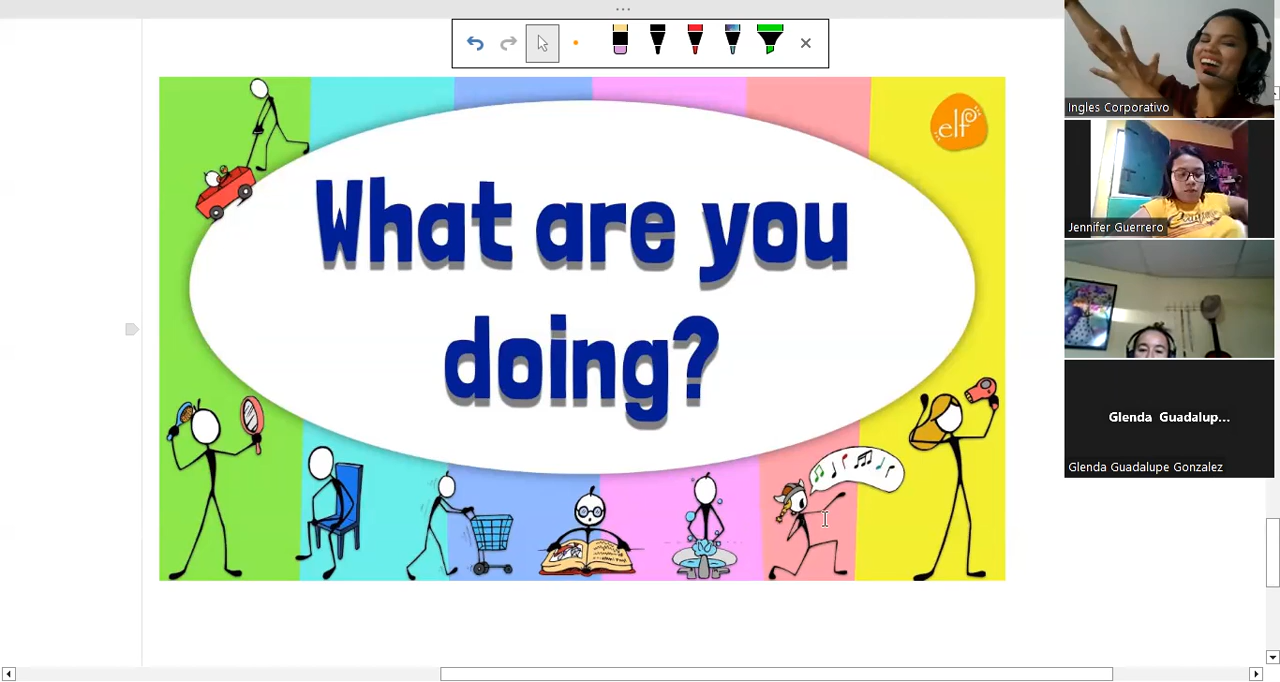 What are you
doing?
elf
Ingles Corporativo
Jennifer Guerrero
Glenda Guadalup...
Glenda Guadalupe Gonzalez